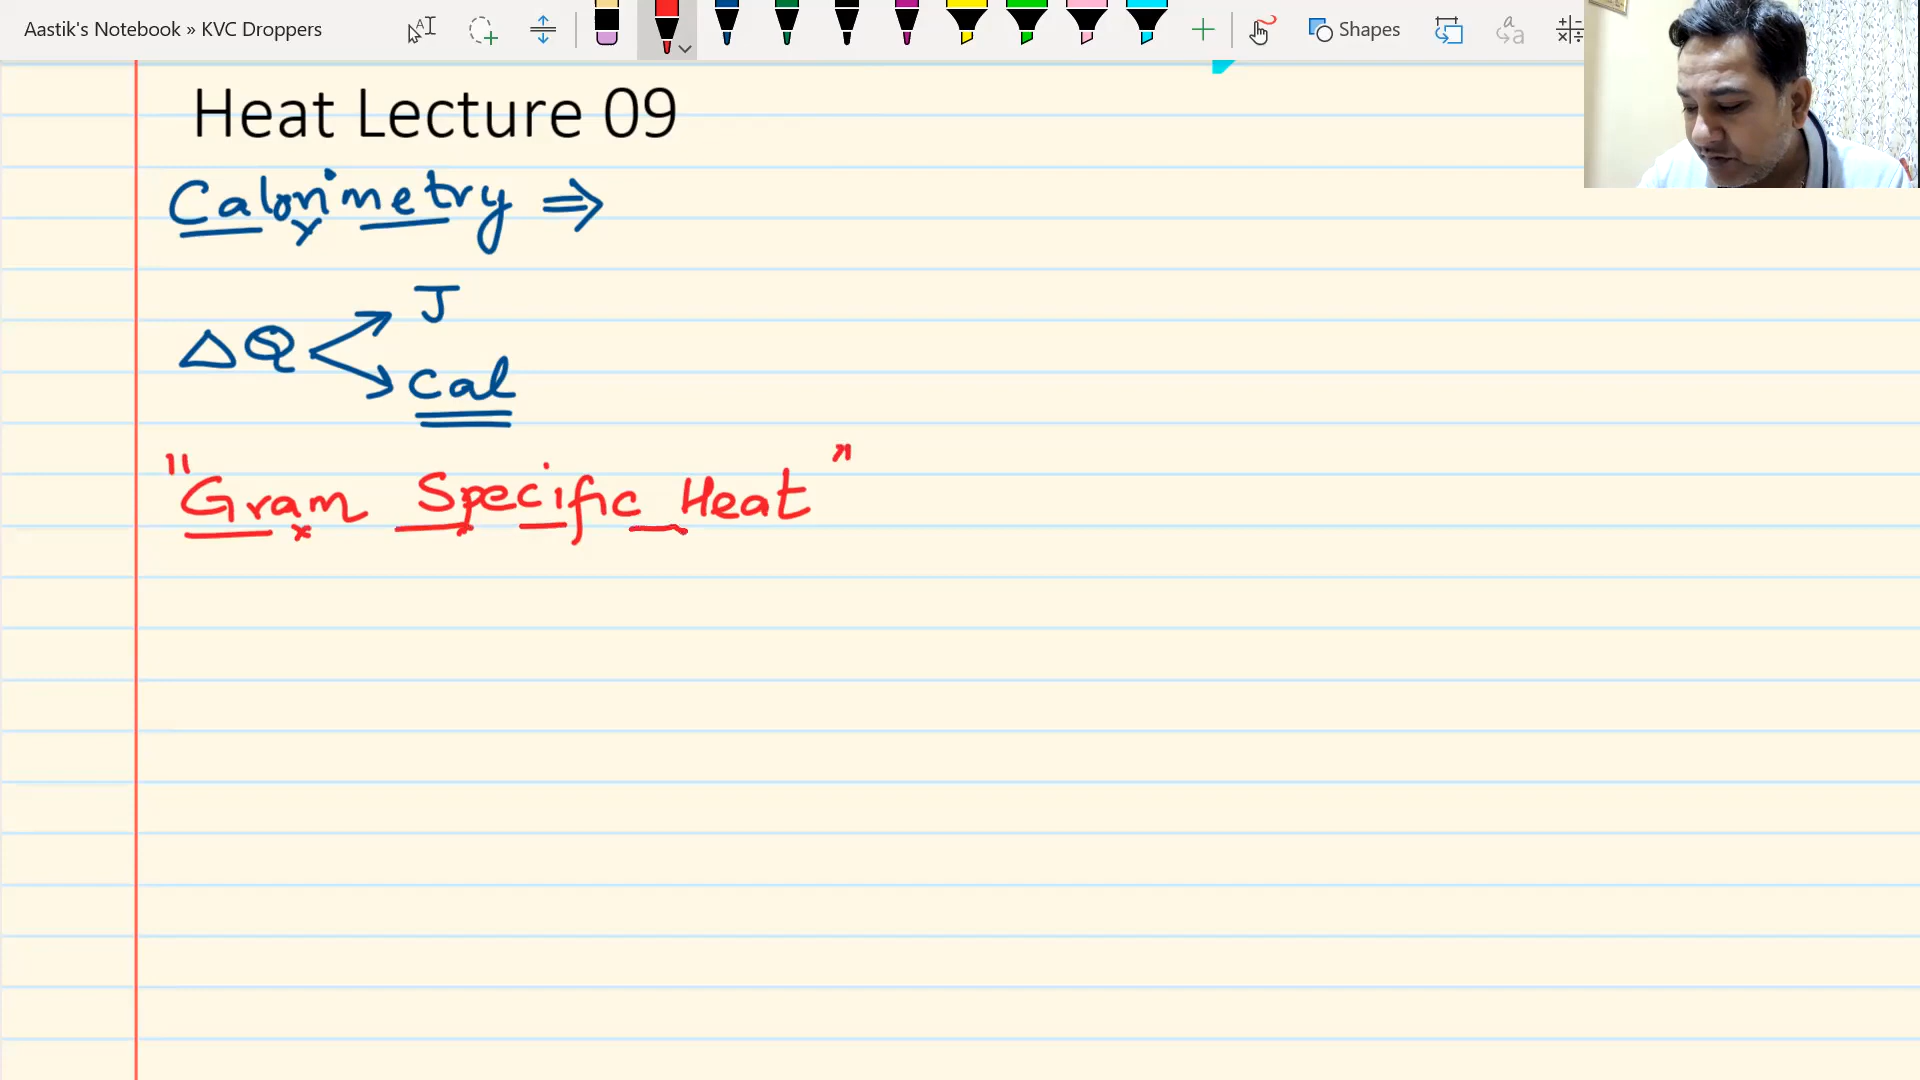 Aastik's Notebook » KVC Droppers
Shapes
Heat Lecture 09
Calorimetry ⇒
ΔQ
J
Cal
"Gram Specific Heat"